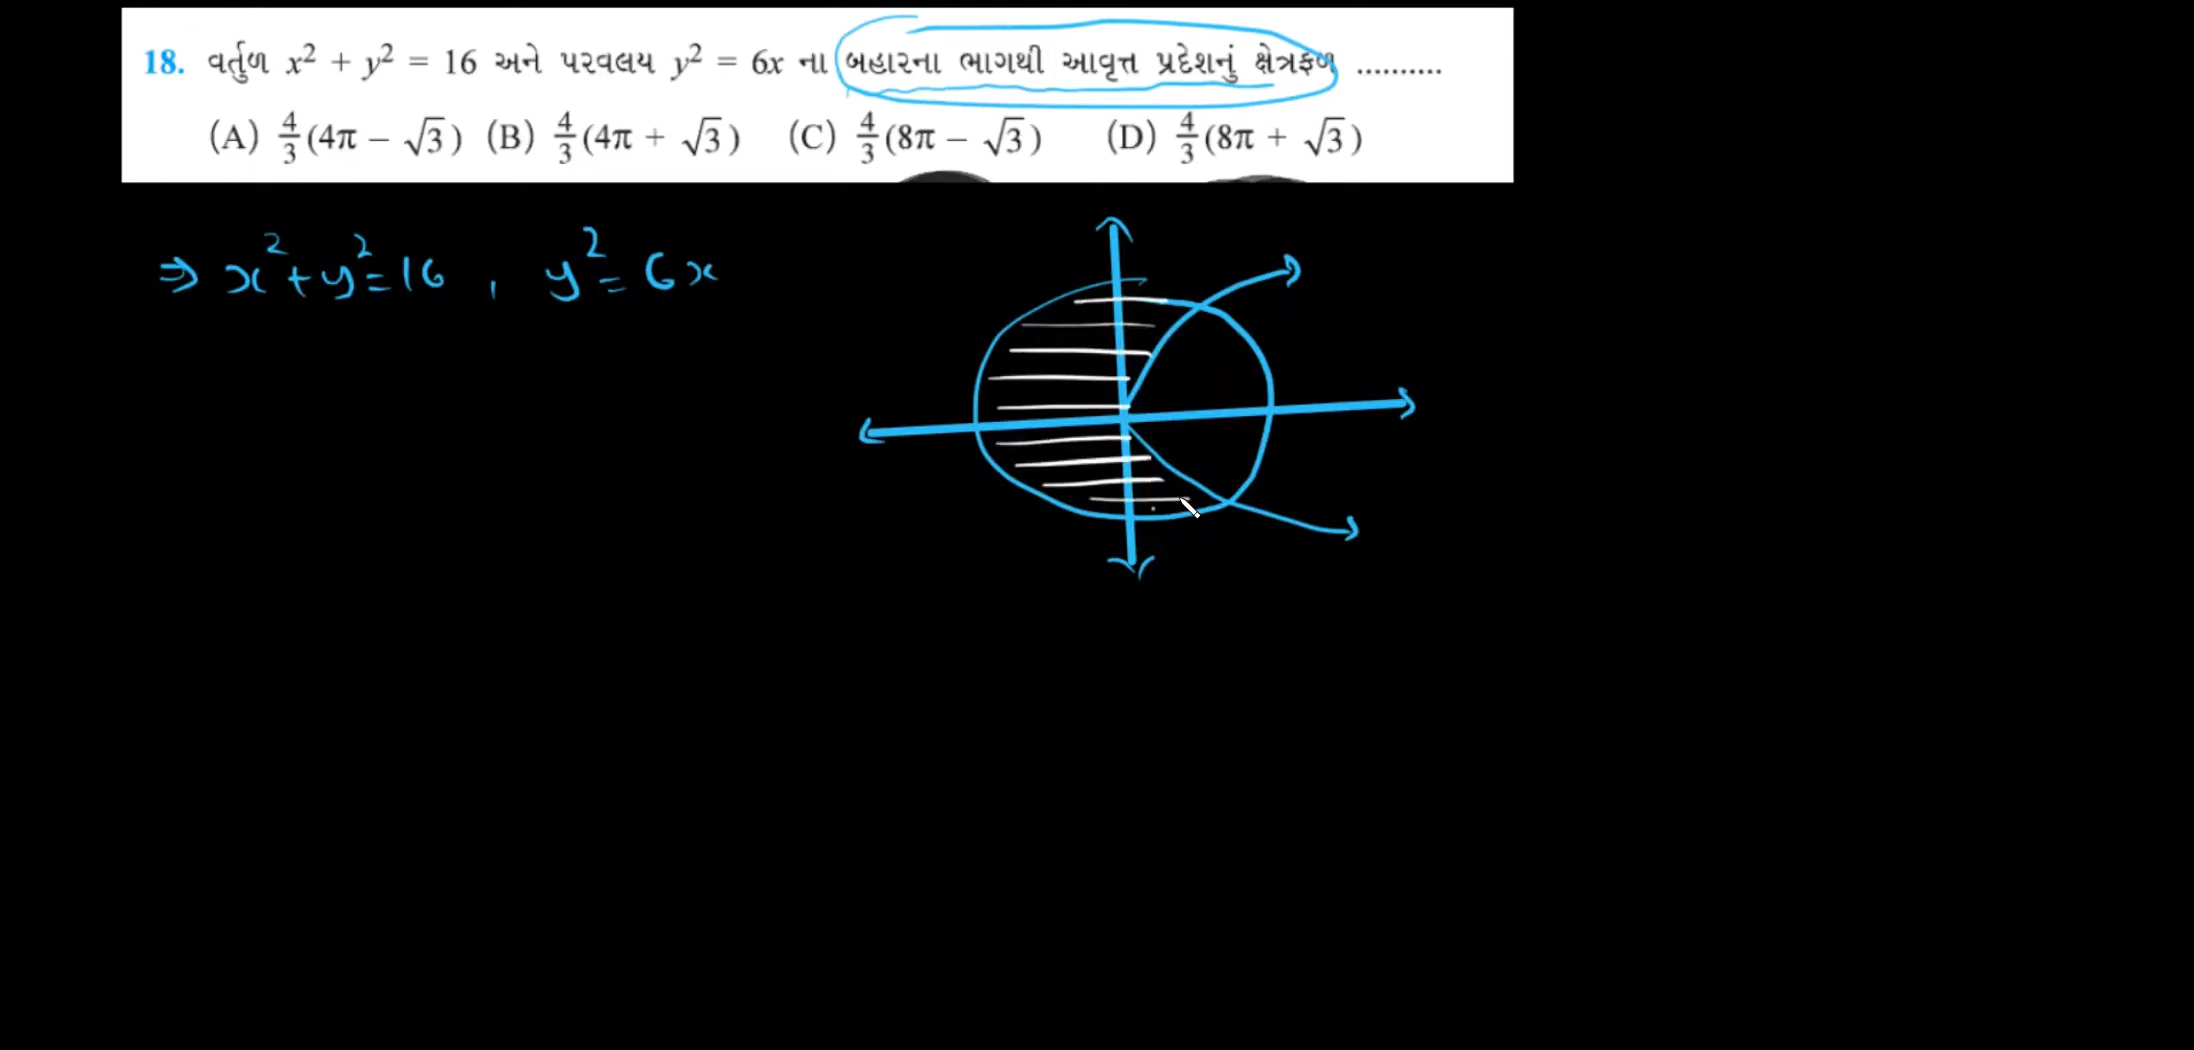 18. વર્તુળ x² + y² = 16 અને પરવલય y² = 6x ના બહારના ભાગથી આવૃત્ત પ્રદેશનું ક્ષેત્રફળ ..........
(A) 4/3 (4π – √3) (B) 4/3 (4π + √3) (C) 4/3 (8π – √3) (D) 4/3 (8π + √3)
⇒ x² + y² = 16 , y² = 6x